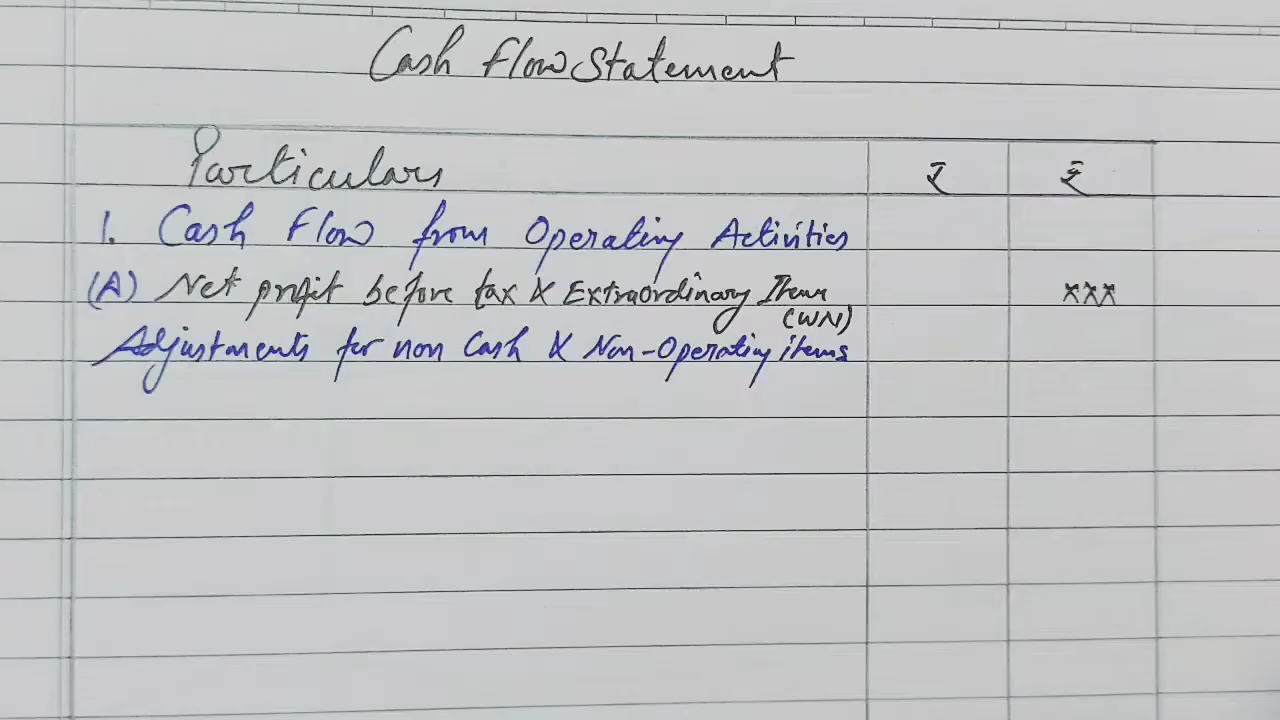 Cash Flow Statement
Particulars ₹ ₹
1. Cash Flow from Operating Activities
(A) Net profit before tax & Extraordinary Items xxx
(WN)
Adjustments for non Cash & Non-Operating items